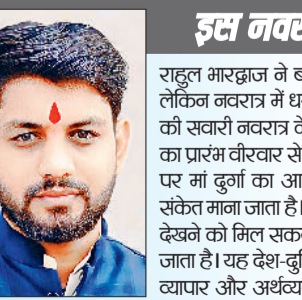 इस नवरा
राहुल भारद्वाज ने ब
लेकिन नवरात्र में ध
की सवारी नवरात्र दे
का प्रारंभ वीरवार से
पर मां दुर्गा का आ
संकेत माना जाता है।
देखने को मिल सक
जाता है। यह देश-दुनि
व्यापार और अर्थव्य